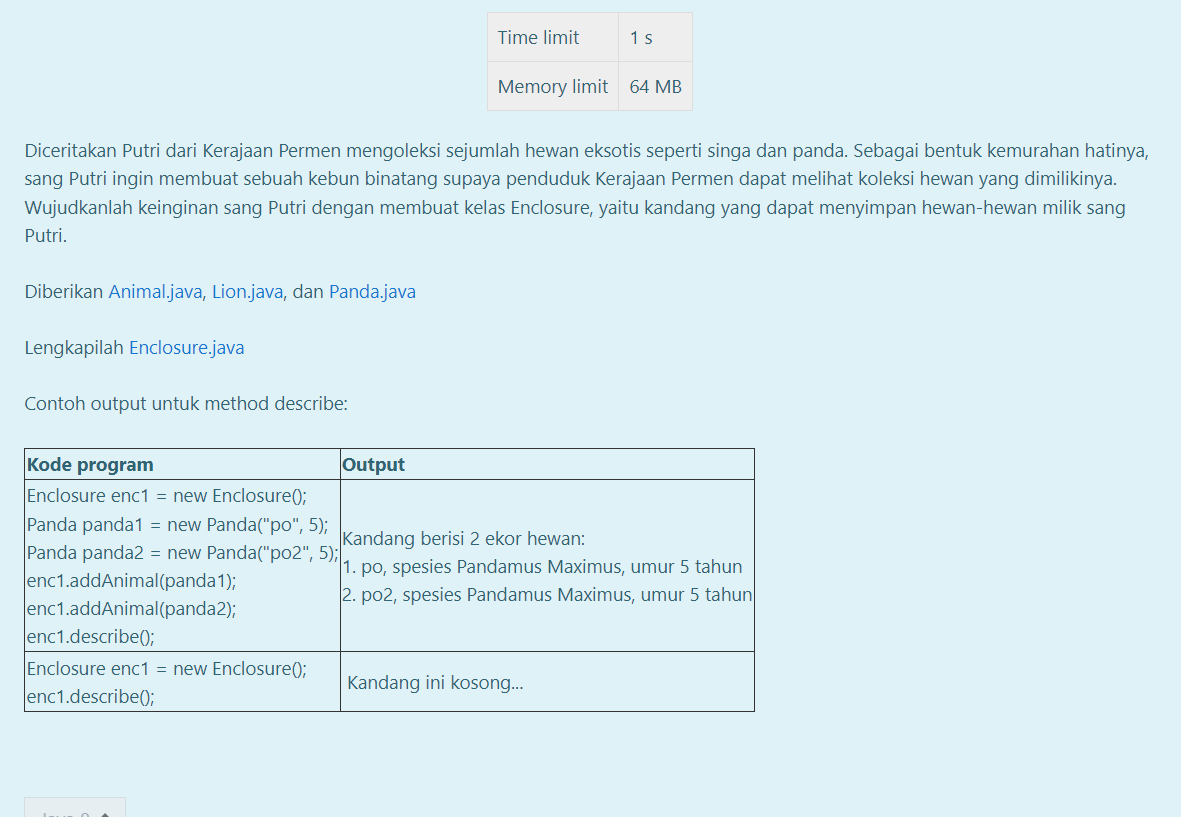 Time limit 1 s
Memory limit 64 MB
Diceritakan Putri dari Kerajaan Permen mengoleksi sejumlah hewan eksotis seperti singa dan panda. Sebagai bentuk kemurahan hatinya,
sang Putri ingin membuat sebuah kebun binatang supaya penduduk Kerajaan Permen dapat melihat koleksi hewan yang dimilikinya.
Wujudkanlah keinginan sang Putri dengan membuat kelas Enclosure, yaitu kandang yang dapat menyimpan hewan-hewan milik sang
Putri.
Diberikan Animal.java, Lion.java, dan Panda.java
Lengkapilah Enclosure.java
Contoh output untuk method describe:
Kode program Output
Enclosure enc1 = new Enclosure();
Panda panda1 = new Panda("po", 5);
Panda panda2 = new Panda("po2", 5);
enc1.addAnimal(panda1);
enc1.addAnimal(panda2);
enc1.describe();
Kandang berisi 2 ekor hewan:
1. po, spesies Pandamus Maximus, umur 5 tahun
2. po2, spesies Pandamus Maximus, umur 5 tahun
Enclosure enc1 = new Enclosure();
enc1.describe();
Kandang ini kosong...